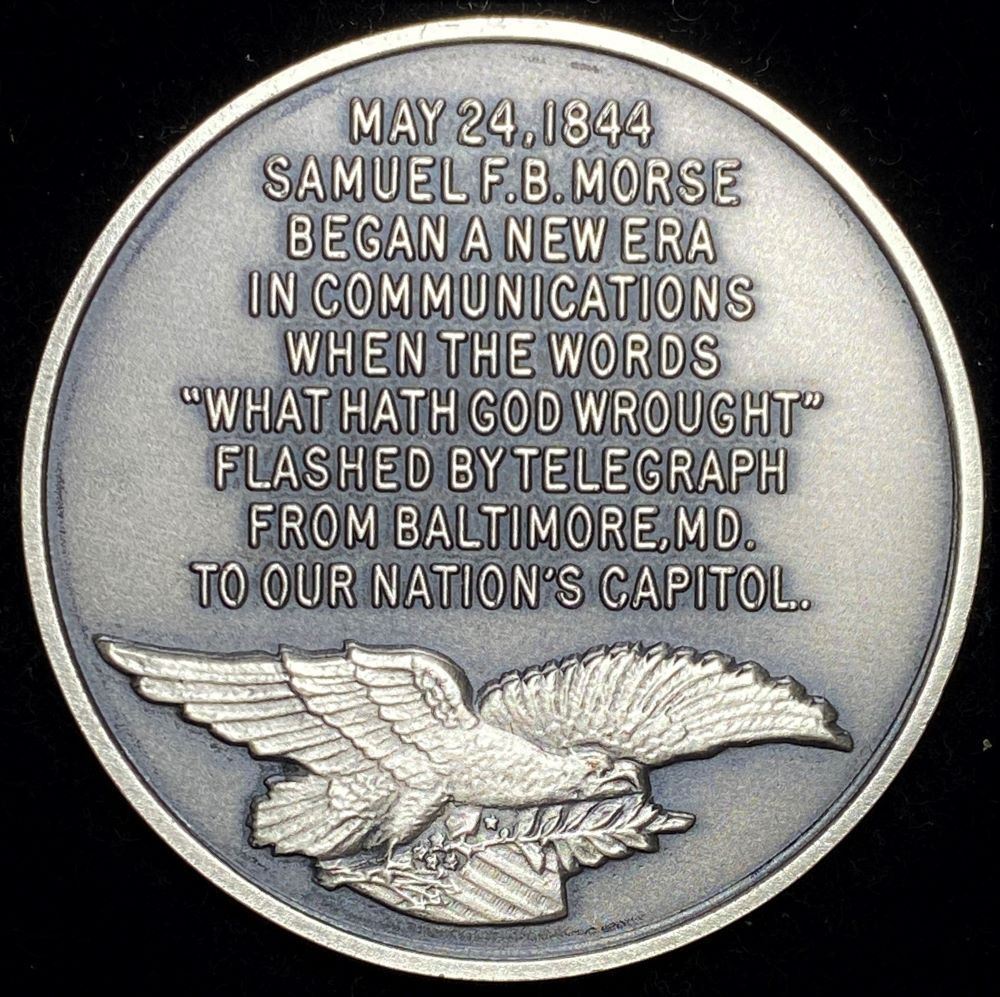 MAY 24, 1844
SAMUEL F.B. MORSE
BEGAN A NEW ERA
IN COMMUNICATIONS
WHEN THE WORDS
“WHAT HATH GOD WROUGHT”
FLASHED BY TELEGRAPH
FROM BALTIMORE, MD.
TO OUR NATION'S CAPITOL..